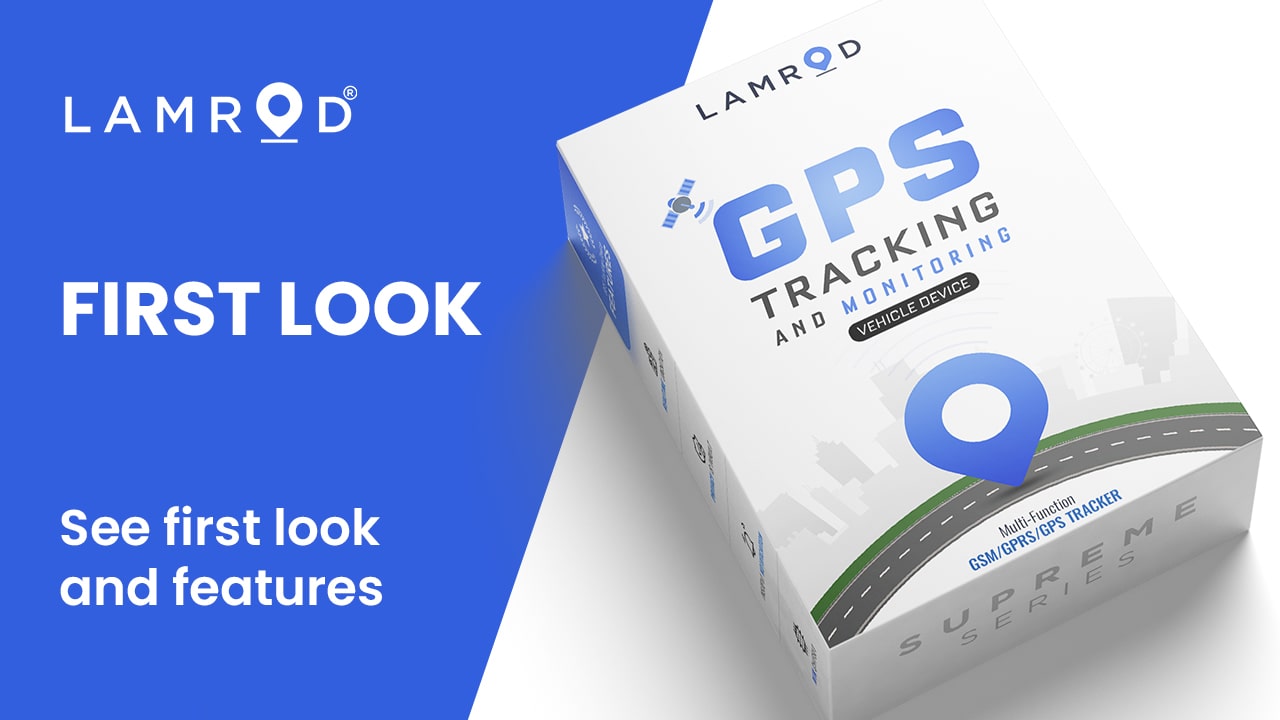 LAMROD®
FIRST LOOK
See first look
and features
LAMROD
GPS
TRACKING
AND MONITORING
VEHICLE DEVICE
Multi-Function
GSM/GPRS/GPS TRACKER
SUPREME
SERIES
FEATURES